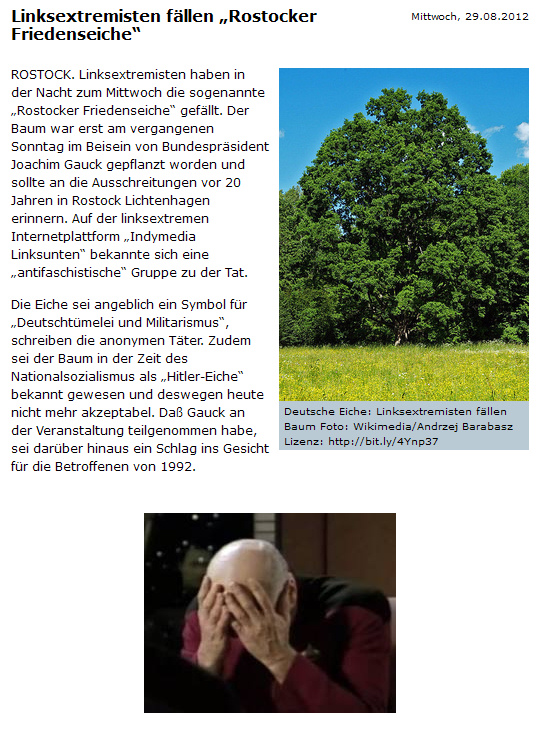 Linksextremisten fällen „Rostocker
Friedenseiche“
Mittwoch, 29.08.2012
ROSTOCK. Linksextremisten haben in
der Nacht zum Mittwoch die sogenannte
„Rostocker Friedenseiche“ gefällt. Der
Baum war erst am vergangenen
Sonntag im Beisein von Bundespräsident
Joachim Gauck gepflanzt worden und
sollte an die Ausschreitungen vor 20
Jahren in Rostock Lichtenhagen
erinnern. Auf der linksextremen
Internetplattform „Indymedia
Linksunten“ bekannte sich eine
„antifaschistische“ Gruppe zu der Tat.
Die Eiche sei angeblich ein Symbol für
„Deutschtümelei und Militarismus“,
schreiben die anonymen Täter. Zudem
sei der Baum in der Zeit des
Nationalsozialismus als „Hitler-Eiche“
bekannt gewesen und deswegen heute
nicht mehr akzeptabel. Daß Gauck an
der Veranstaltung teilgenommen habe,
sei darüber hinaus ein Schlag ins Gesicht
für die Betroffenen von 1992.
Deutsche Eiche: Linksextremisten fällen
Baum Foto: Wikimedia/Andrzej Barabasz
Lizenz: http://bit.ly/4Ynp37